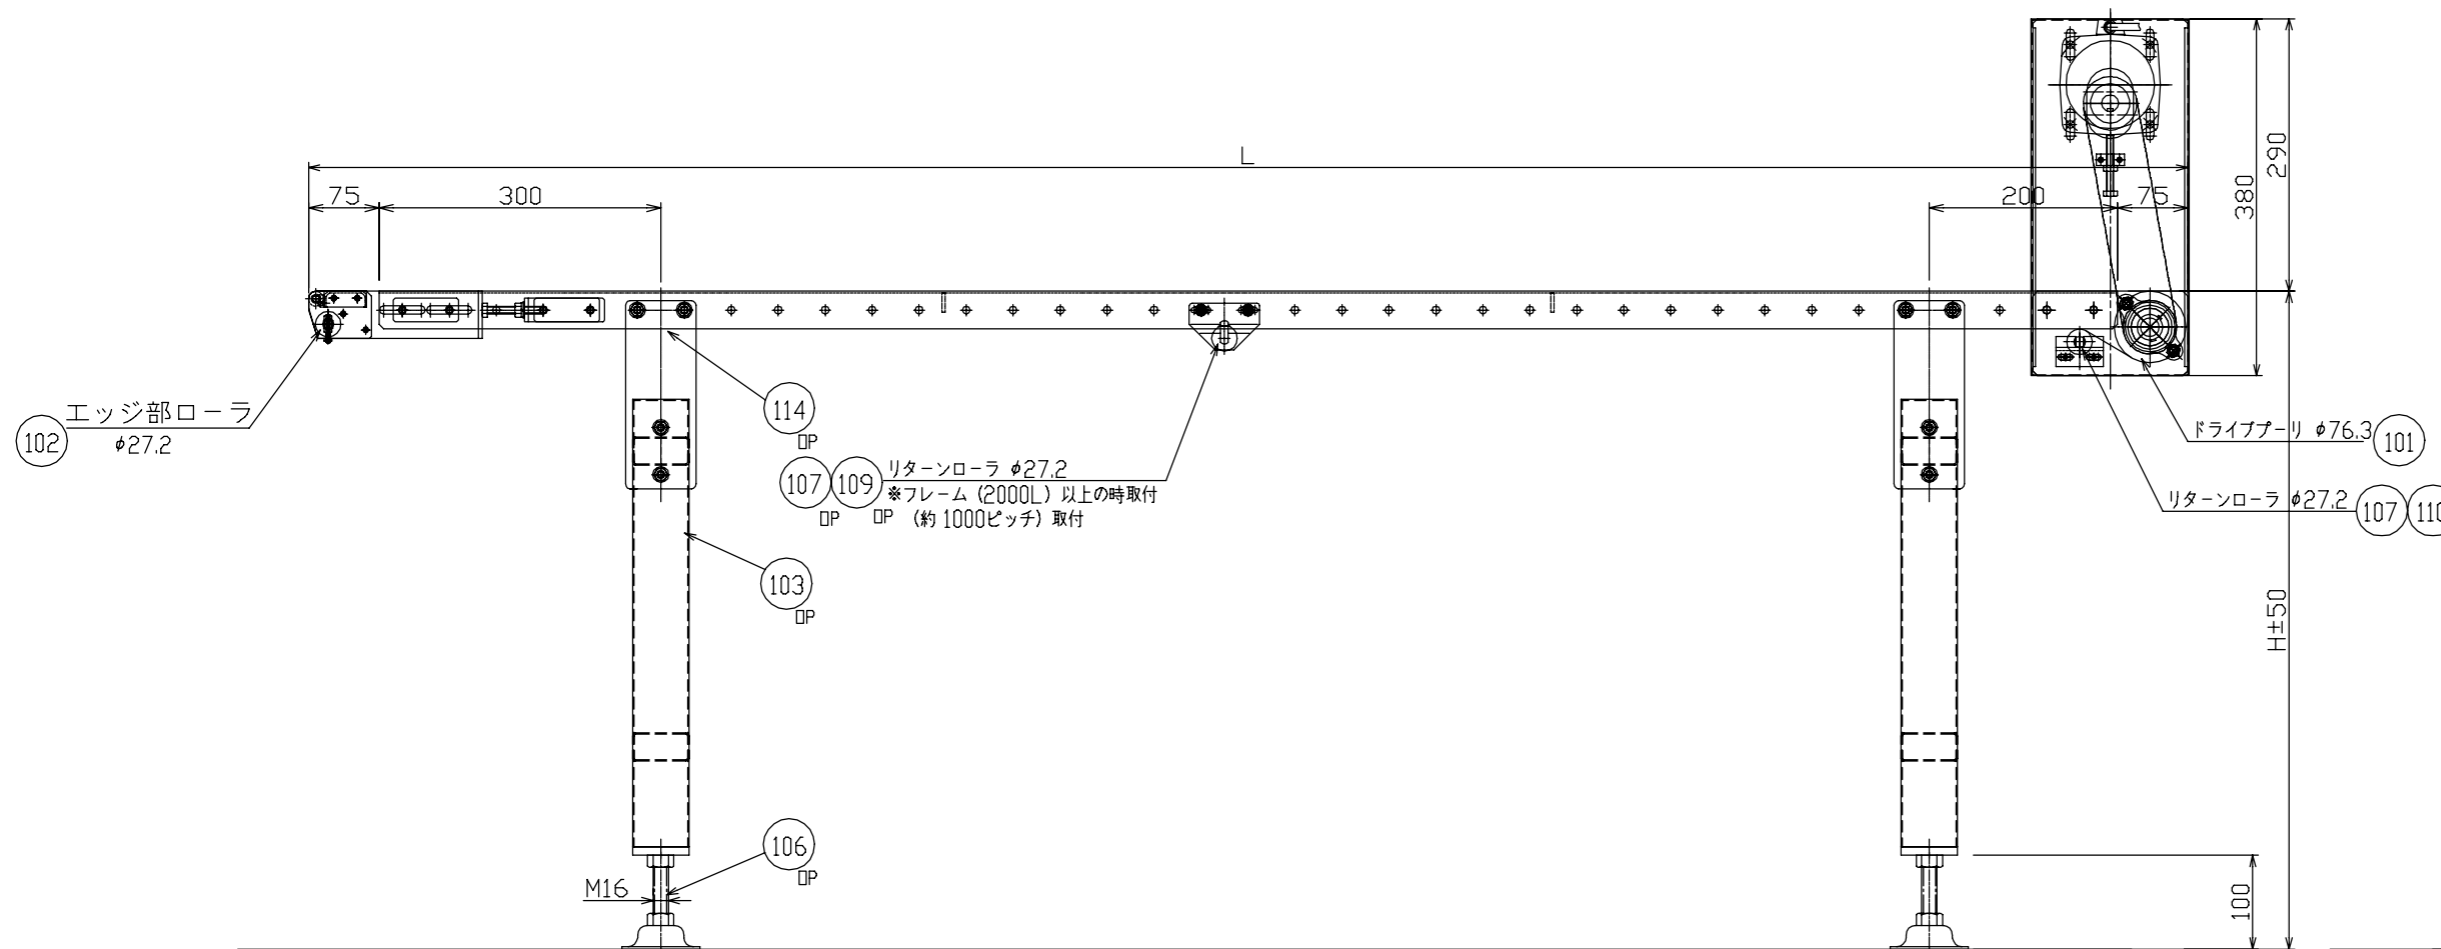 L
290
380
75
300
200
75
エッジ部ローラ
φ27.2
102
114
OP
107 109
OP OP
リターンローラ φ27.2
※フレーム (2000L) 以上の時取付
(約 1000ピッチ) 取付
ドライブプーリ φ76.3
101
リターンローラ φ27.2
107 110
103
OP
H±50
106
OP
M16
100